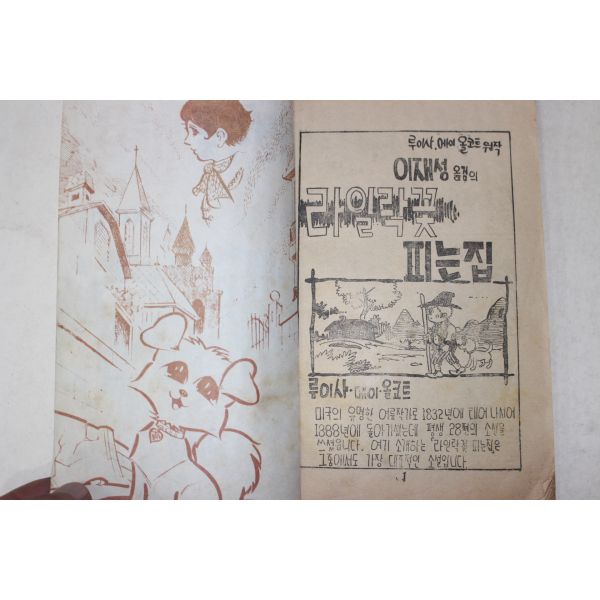 루이사. 에이 올코트 원작
이재성 옮김의
라일락꽃
피는집
루이사·에이·올코트
미국의 유명한 여류작가로 1832년에 태어 나시어
1888년에 돌아가셨는데 평생 28편의 소설을
쓰셨읍니다. 여기 소개하는 라일락꽃 피는집은
그중에서도 가장 대표적인 소설입니다
1